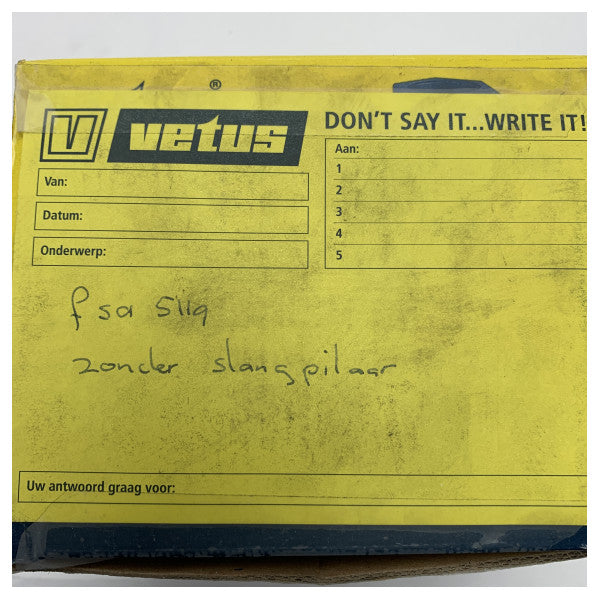 ®
V vetus DON'T SAY IT...WRITE IT!
Van:
Datum:
Onderwerp:
Aan:
1
2
3
4
5
fsa 5119
zonder slangpilaar
Uw antwoord graag voor: